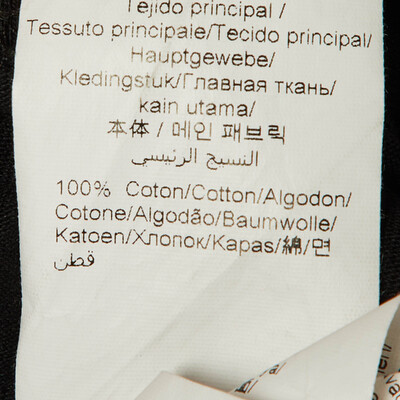 Tejido principal /
Tessuto principale/Tecido principal/
Hauptgewebe/
Kledingstuk/Главная ткань/
kain utama/
本体 / 메인 패브릭
النسيج الرئيسي
100% Coton/Cotton/Algodon/
Cotone/Algodão/Baumwolle/
Katoen/Хлопок/Kapas/綿/면
قطن